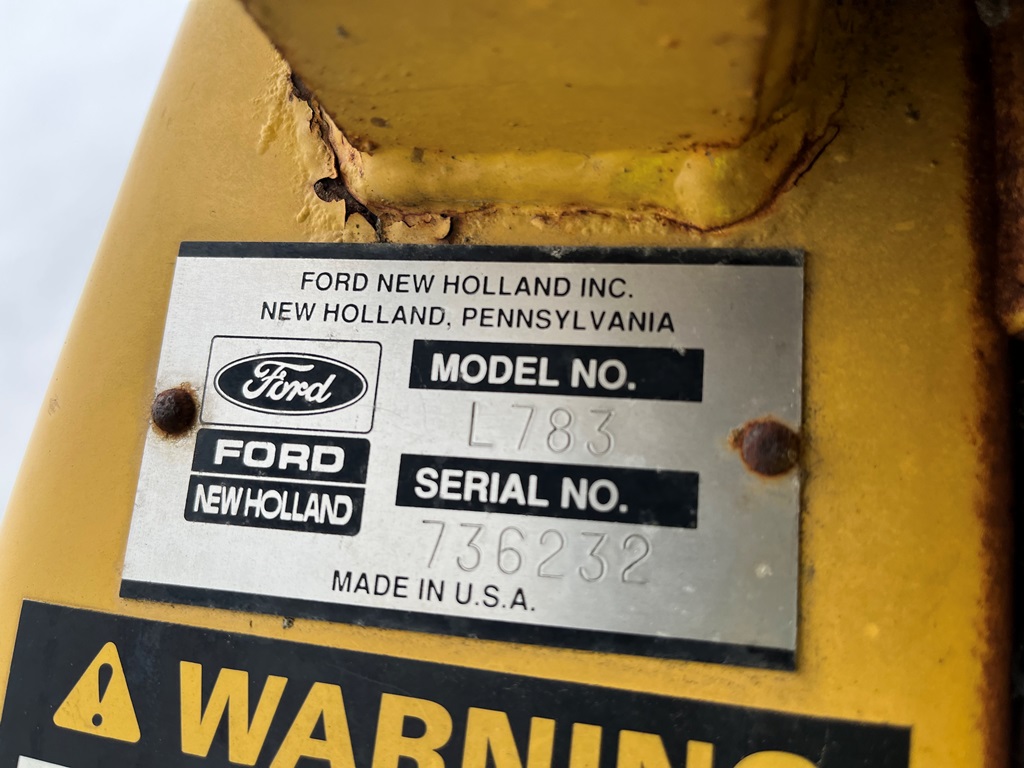 FORD NEW HOLLAND INC.
NEW HOLLAND, PENNSYLVANIA
Ford
FORD
NEW HOLLAND
MODEL NO.
L783
SERIAL NO.
736232
MADE IN U.S.A.
WARNING